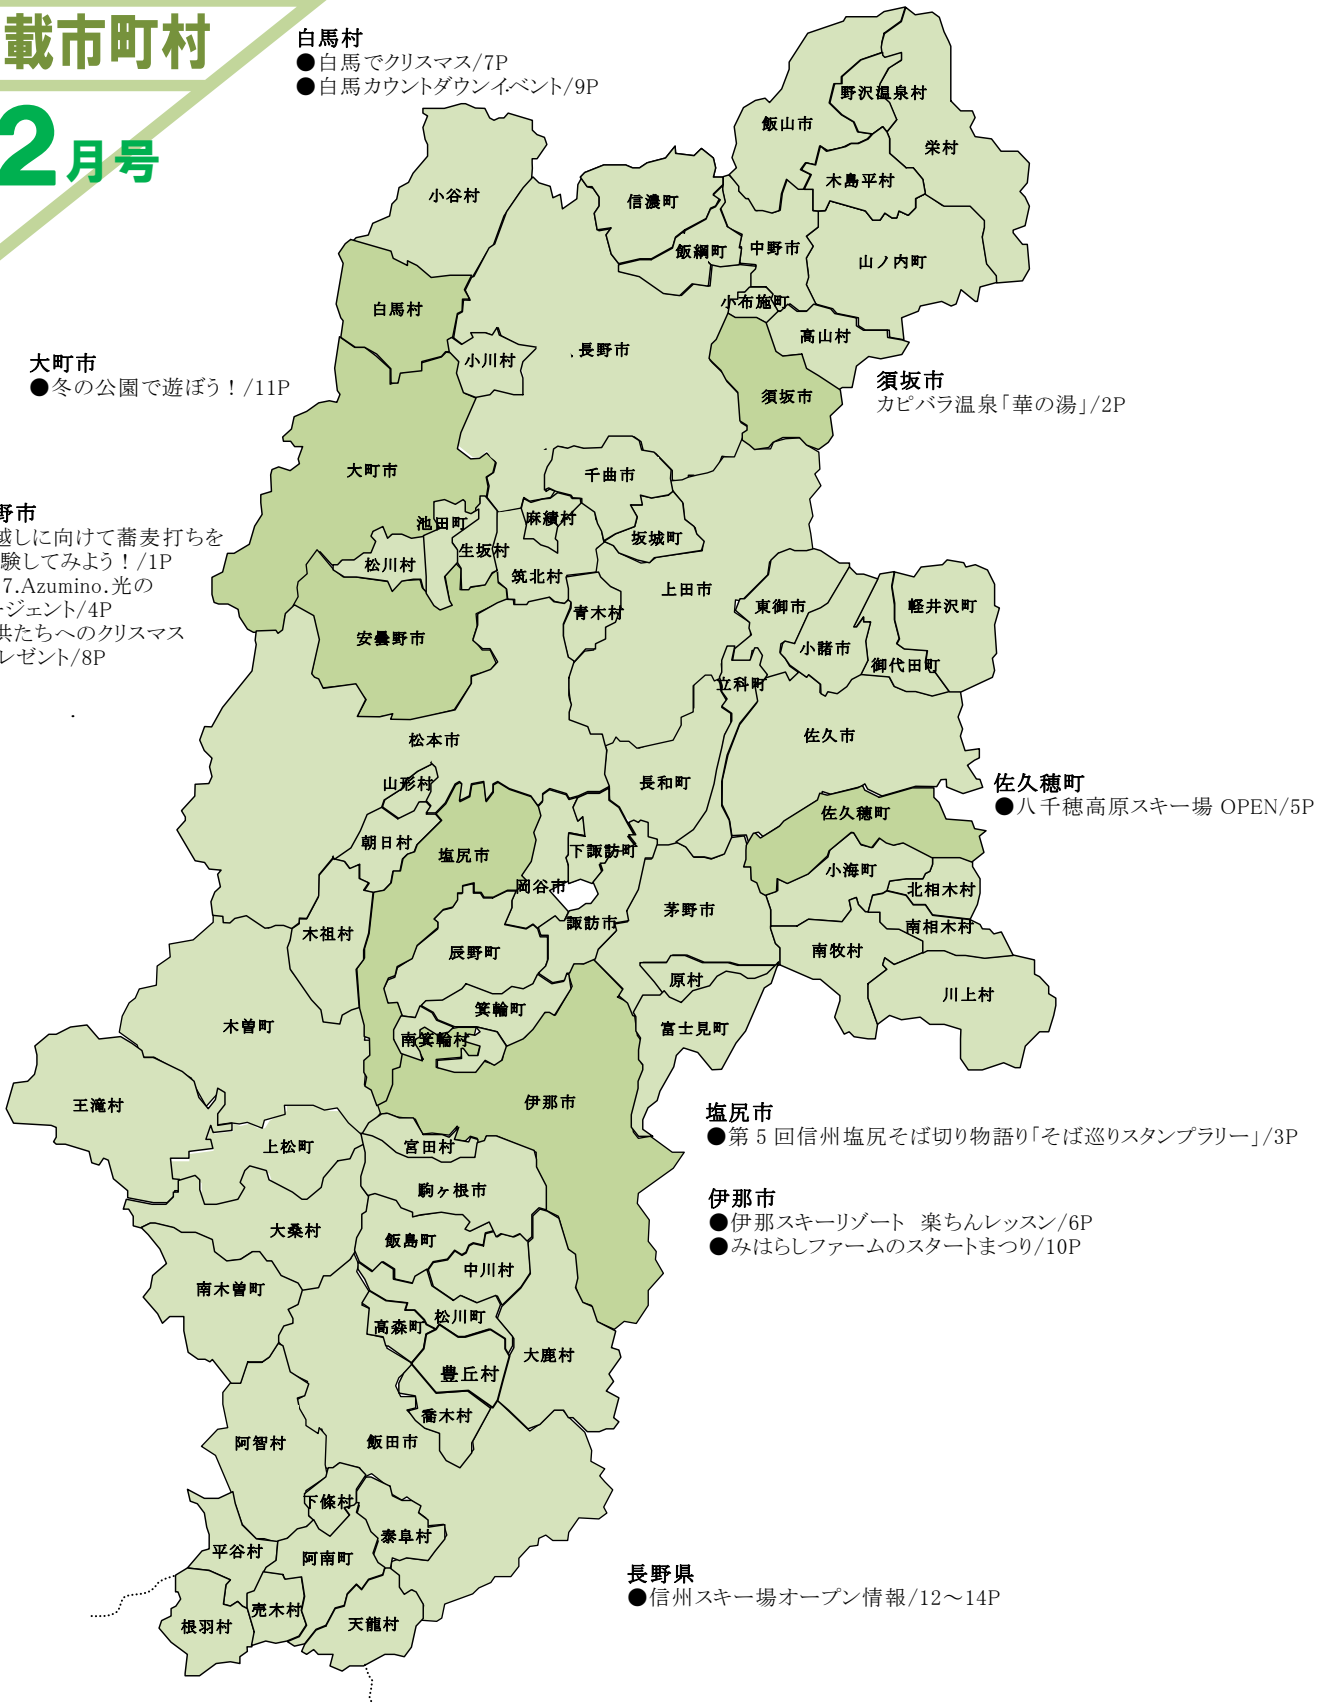 載市町村
2月号
白馬村
●白馬でクリスマス/7P
●白馬カウントダウンイベント/9P
大町市
●冬の公園で遊ぼう！/11P
野市
越しに向けて蕎麦打ちを
験してみよう！/1P
7.Azumino.光の
ージェント/4P
供たちへのクリスマス
レゼント/8P
須坂市
カピバラ温泉「華の湯」/2P
佐久穂町
●八千穂高原スキー場 OPEN/5P
塩尻市
●第5回信州塩尻そば切り物語り「そば巡りスタンプラリー」/3P
伊那市
●伊那スキーリゾート 楽ちんレッスン/6P
●みはらしファームのスタートまつり/10P
長野県
●信州スキー場オープン情報/12～14P
野沢温泉村
飯山市
栄村
木島平村
小谷村
信濃町
飯綱町
中野市
山ノ内町
白馬村
小布施町
高山村
小川村
長野市
須坂市
大町市
千曲市
池田町
麻績村
坂城町
生坂村
松川村
筑北村
上田市
青木村
東御市
軽井沢町
安曇野市
小諸市
御代田町
立科町
松本市
佐久市
山形村
長和町
佐久穂町
朝日村
塩尻市
下諏訪町
小海町
岡谷市
北相木村
茅野市
諏訪市
南相木村
木祖村
辰野町
南牧村
原村
川上村
箕輪町
木曽町
富士見町
南箕輪村
王滝村
伊那市
上松町
宮田村
駒ヶ根市
大桑村
飯島町
中川村
南木曽町
松川町
高森町
大鹿村
豊丘村
喬木村
阿智村
飯田市
下條村
泰阜村
平谷村
阿南町
売木村
根羽村
天龍村